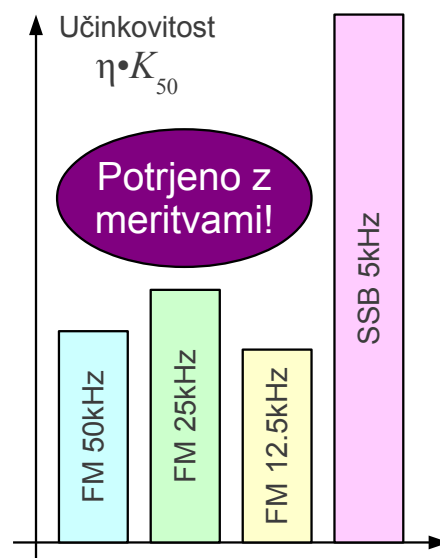 Učinkovitost
η•K50
Potrjeno z
meritvami!
FM 50kHz
FM 25kHz
FM 12.5kHz
SSB 5kHz